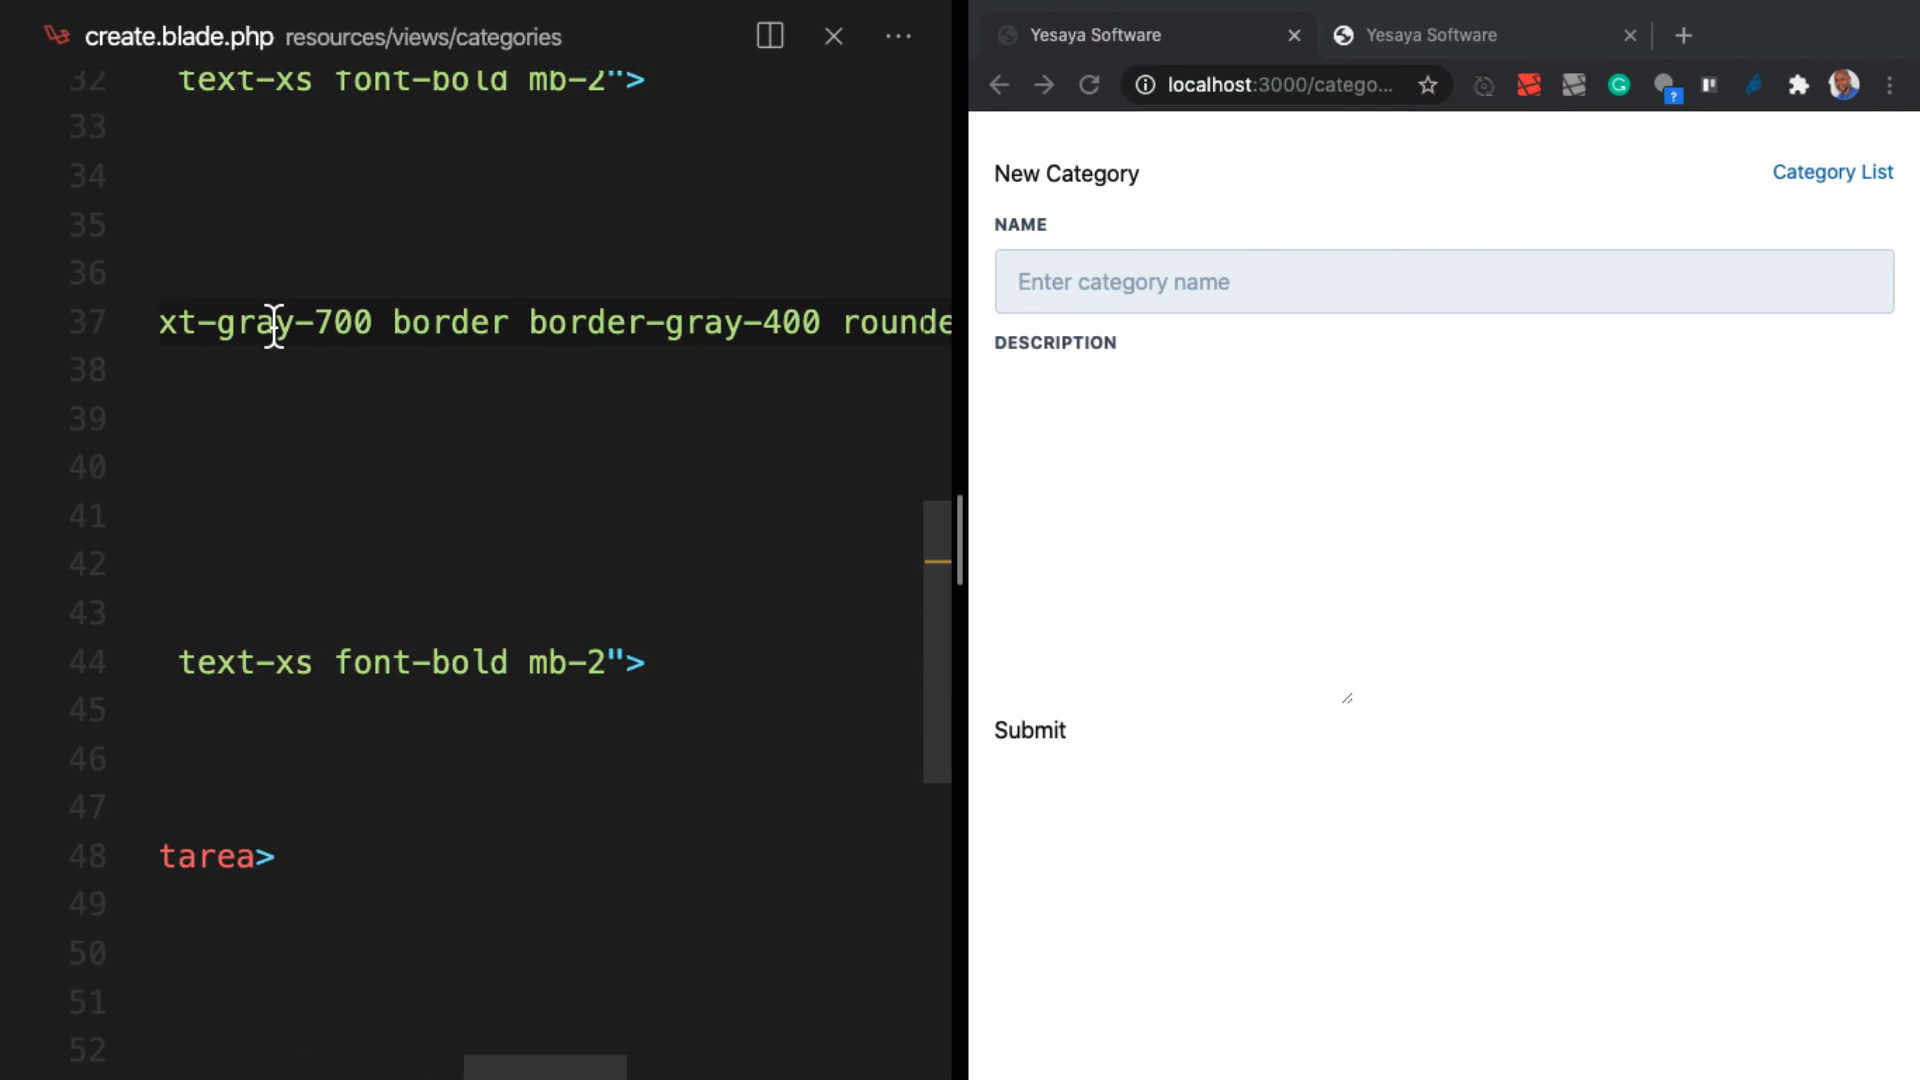 create.blade.php resources/views/categories
32 text-xs font-bold mb-2">
33
34
35
36
37 xt-gray-700 border border-gray-400 rounde
38
39
40
41
42
43
44 text-xs font-bold mb-2">
45
46
47
48 tarea>
49
50
51
52
Yesaya Software
Yesaya Software
localhost:3000/catego...
?
New Category
Category List
NAME
Enter category name
DESCRIPTION
Submit